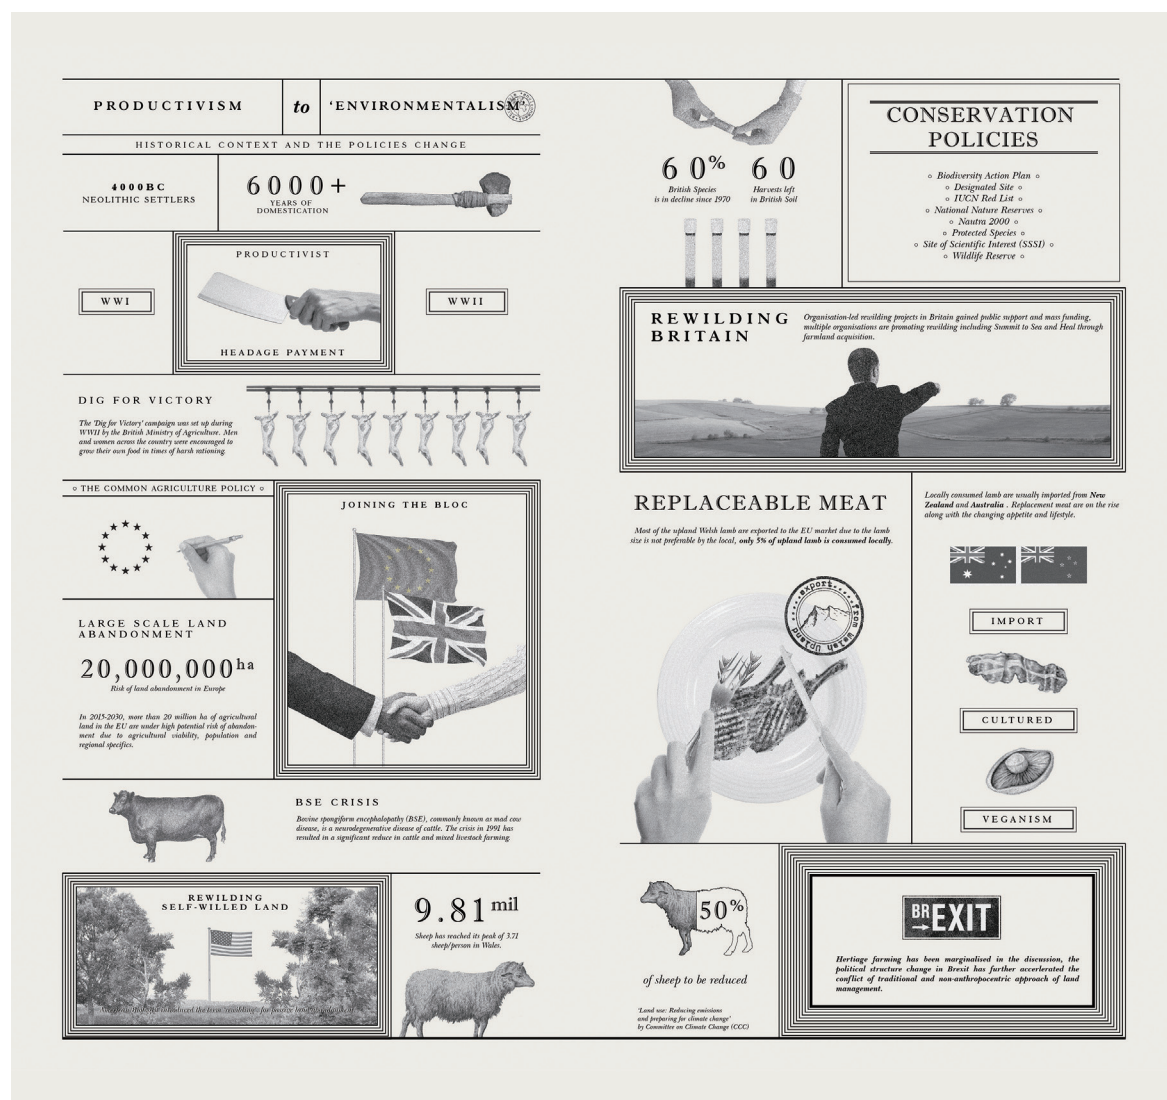 PRODUCTIVISM
to
‘ENVIRONMENTALISM’
HISTORICAL CONTEXT AND THE POLICIES CHANGE
4000BC
NEOLITHIC SETTLERS
6000+
YEARS OF
DOMESTICATION
PRODUCTIVIST
WWI
WWII
HEADAGE PAYMENT
DIG FOR VICTORY
The 'Dig for Victory' campaign was set up during
WWII by the British Ministry of Agriculture. Men
and women across the country were encouraged to
grow their own food in times of harsh rationing.
THE COMMON AGRICULTURE POLICY
JOINING THE BLOC
LARGE SCALE LAND
ABANDONMENT
20,000,000ha
Risk of land abandonment in Europe
In 2015-2030, more than 20 million ha of agricultural
land in the EU are under high potential risk of abandon-
ment due to agricultural viability, population and
regional specifics.
BSE CRISIS
Bovine spongiform encephalopathy (BSE), commonly known as mad cow
disease, is a neurodegenerative disease of cattle. The crisis in 1991 has
resulted in a significant reduce in cattle and mixed livestock farming.
REWILDING
SELF-WILLED LAND
9.81mil
Sheep has reached its peak of 3.71
sheep/person in Wales.
60%
British Species
is in decline since 1970
60
Harvests left
in British Soil
CONSERVATION
POLICIES
Biodiversity Action Plan
Designated Site
IUCN Red List
National Nature Reserves
Nautra 2000
Protected Species
Site of Scientific Interest (SSSI)
Wildlife Reserve
REWILDING
BRITAIN
Organisation-led rewilding projects in Britain gained public support and mass funding,
multiple organisations are promoting rewilding including Summit to Sea and Heal through
farmland acquisition.
REPLACEABLE MEAT
Most of the upland Welsh lamb are exported to the EU market due to the lamb
size is not preferable by the local, only 5% of upland lamb is consumed locally.
export
from
Welsh Upland
Locally consumed lamb are usually imported from New
Zealand and Australia . Replacement meat are on the rise
along with the changing appetite and lifestyle.
IMPORT
CULTURED
VEGANISM
50%
of sheep to be reduced
'Land use: Reducing emissions
and preparing for climate change'
by Committee on Climate Change (CCC)
BR
EXIT
Hertiage farming has been marginalised in the discussion, the
political structure change in Brexit has further accerlerated the
conflict of traditional and non-anthropocentric approach of land
management.